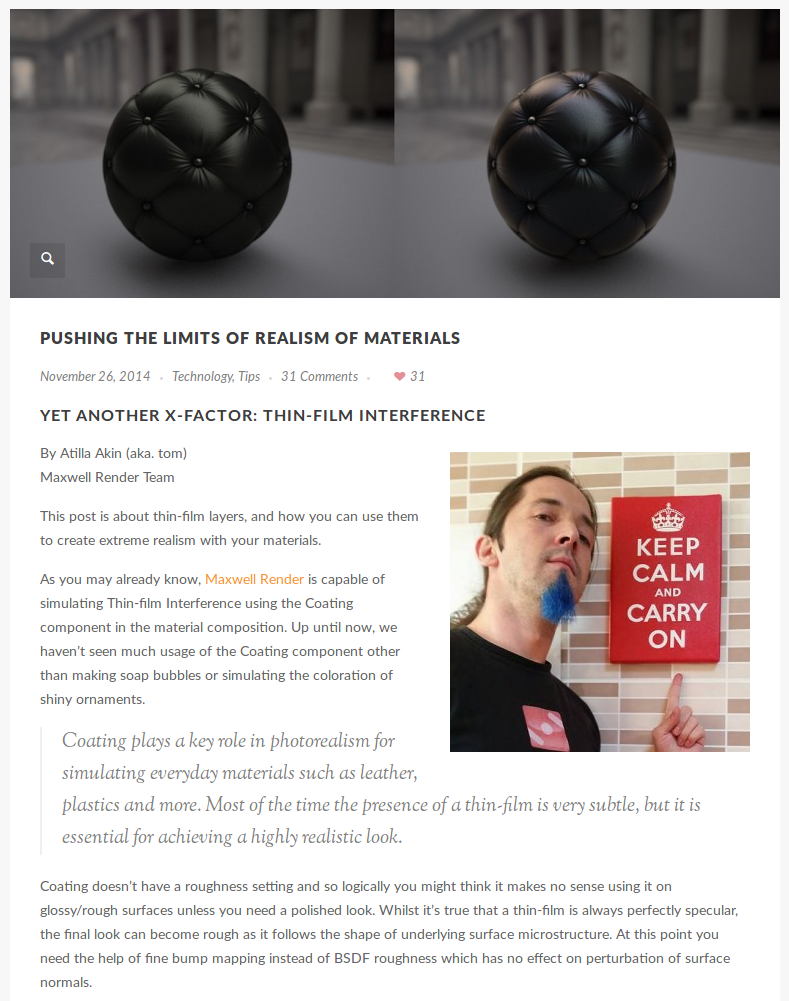 PUSHING THE LIMITS OF REALISM OF MATERIALS
November 26, 2014 • Technology, Tips • 31 Comments • 31
YET ANOTHER X-FACTOR: THIN-FILM INTERFERENCE
By Atilla Akin (aka. tom)
Maxwell Render Team
This post is about thin-film layers, and how you can use them
to create extreme realism with your materials.
As you may already know, Maxwell Render is capable of
simulating Thin-film Interference using the Coating
component in the material composition. Up until now, we
haven't seen much usage of the Coating component other
than making soap bubbles or simulating the coloration of
shiny ornaments.
KEEP
CALM
AND
CARRY
ON
Coating plays a key role in photorealism for
simulating everyday materials such as leather,
plastics and more. Most of the time the presence of a thin-film is very subtle, but it is
essential for achieving a highly realistic look.
Coating doesn't have a roughness setting and so logically you might think it makes no sense using it on
glossy/rough surfaces unless you need a polished look. Whilst it's true that a thin-film is always perfectly specular,
the final look can become rough as it follows the shape of underlying surface microstructure. At this point you
need the help of fine bump mapping instead of BSDF roughness which has no effect on perturbation of surface
normals.